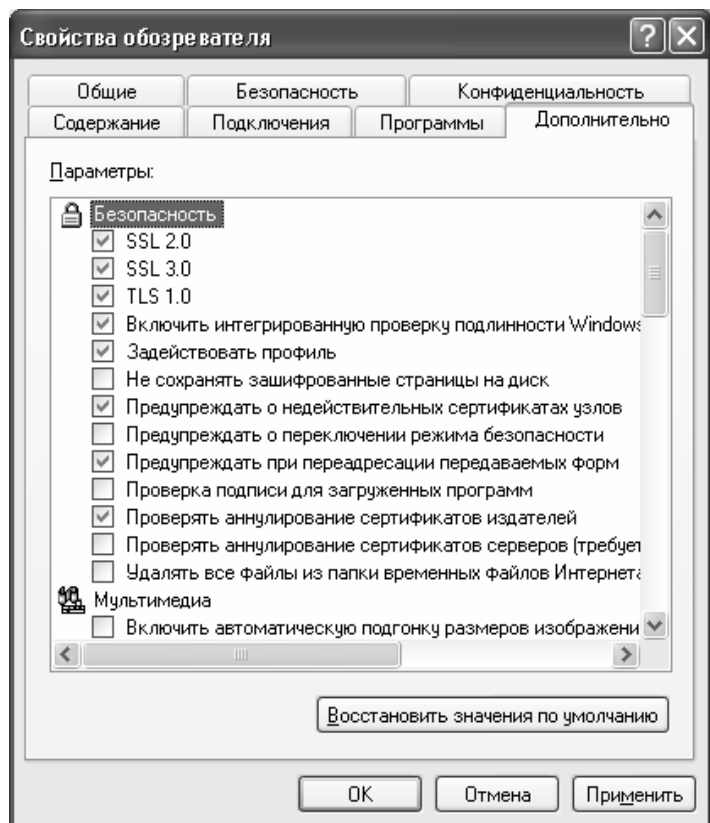 Свойства обозревателя
Общие Безопасность Конфиденциальность
Содержание Подключения Программы Дополнительно
Параметры:
Безопасность
SSL 2.0
SSL 3.0
TLS 1.0
Включить интегрированную проверку подлинности Windows
Задействовать профиль
Не сохранять зашифрованные страницы на диск
Предупреждать о недействительных сертификатах узлов
Предупреждать о переключении режима безопасности
Предупреждать при переадресации передаваемых форм
Проверка подписи для загруженных программ
Проверять аннулирование сертификатов издателей
Проверять аннулирование сертификатов серверов (требует
Удалять все файлы из папки временных файлов Интернета
Мультимедиа
Включить автоматическую подгонку размеров изображени
Восстановить значения по умолчанию
OK Отмена Применить